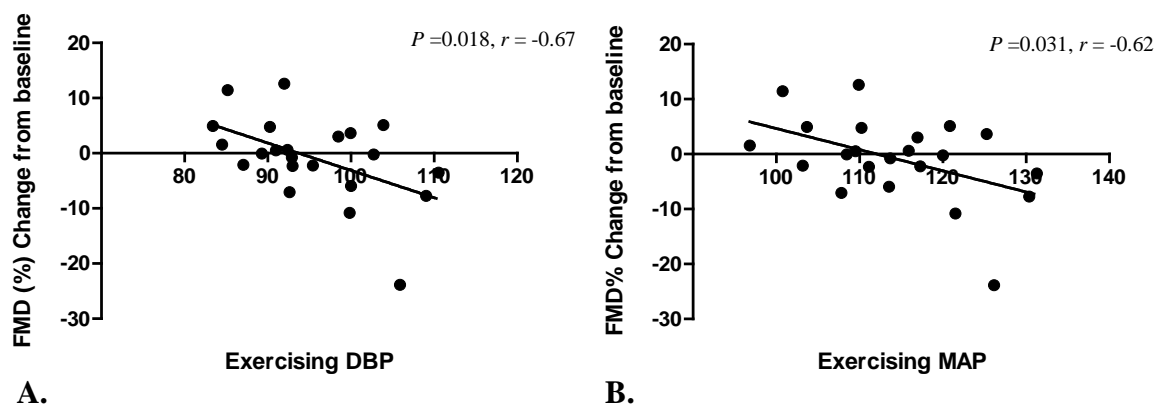 P =0.018, r = -0.67
FMD (%) Change from baseline
20
10
0
-10
-20
-30
80
90
100
110
120
Exercising DBP
A.
P =0.031, r = -0.62
FMD% Change from baseline
20
10
0
-10
-20
-30
100
110
120
130
140
Exercising MAP
B.